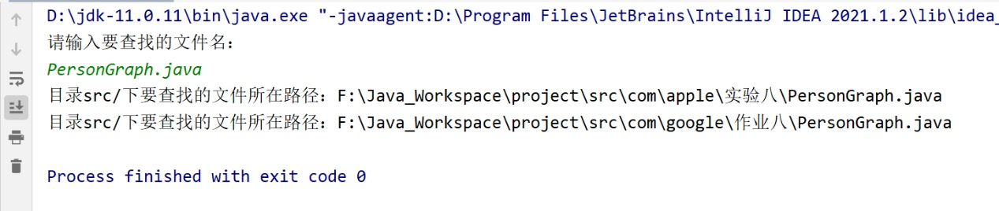 D:\jdk-11.0.11\bin\java.exe "-javaagent:D:\Program Files\JetBrains\IntelliJ IDEA 2021.1.2\lib\idea_
请输入要查找的文件名：
PersonGraph.java
目录src/下要查找的文件所在路径：F:\Java_Workspace\project\src\com\apple\实验八\PersonGraph.java
目录src/下要查找的文件所在路径：F:\Java_Workspace\project\src\com\google\作业八\PersonGraph.java
Process finished with exit code 0